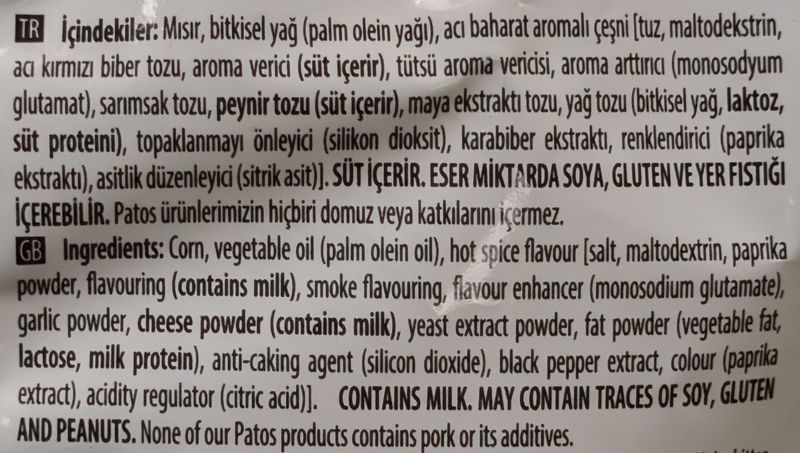 TR İçindekiler: Mısır, bitkisel yağ (palm olein yağı), acı baharat aromalı çeşni [tuz, maltodekstrin,
acı kırmızı biber tozu, aroma verici (süt içerir), tütsü aroma vericisi, aroma arttırıcı (monosodyum
glutamat), sarımsak tozu, peynir tozu (süt içerir), maya ekstraktı tozu, yağ tozu (bitkisel yağ, laktoz,
süt proteini), topaklanmayı önleyici (silikon dioksit), karabiber ekstraktı, renklendirici (paprika
ekstraktı), asitlik düzenleyici (sitrik asit)]. SÜT İÇERİR. ESER MİKTARDA SOYA, GLUTEN VE YER FISTIĞI
İÇEREBİLİR. Patos ürünlerimizin hiçbiri domuz veya katkılarını içermez.
GB Ingredients: Corn, vegetable oil (palm olein oil), hot spice flavour [salt, maltodextrin, paprika
powder, flavouring (contains milk), smoke flavouring, flavour enhancer (monosodium glutamate),
garlic powder, cheese powder (contains milk), yeast extract powder, fat powder (vegetable fat,
lactose, milk protein), anti-caking agent (silicon dioxide), black pepper extract, colour (paprika
extract), acidity regulator (citric acid)]. CONTAINS MILK. MAY CONTAIN TRACES OF SOY, GLUTEN
AND PEANUTS. None of our Patos products contains pork or its additives.